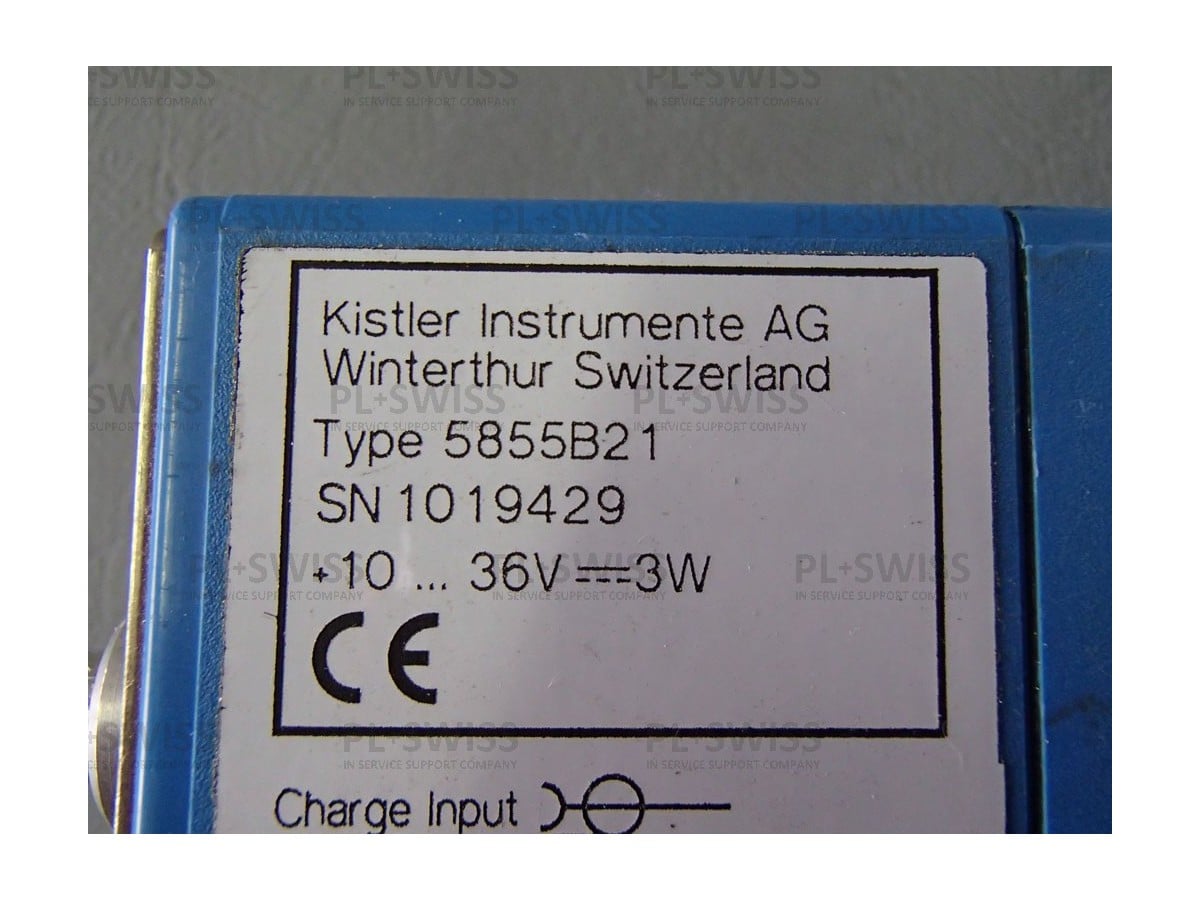 PL+SWISS
IN SERVICE SUPPORT COMPANY
Kistler Instrumente AG
Winterthur Switzerland
Type 5855B21
SN 1019429
+10 ... 36V ⎓ 3W
CE
Charge Input